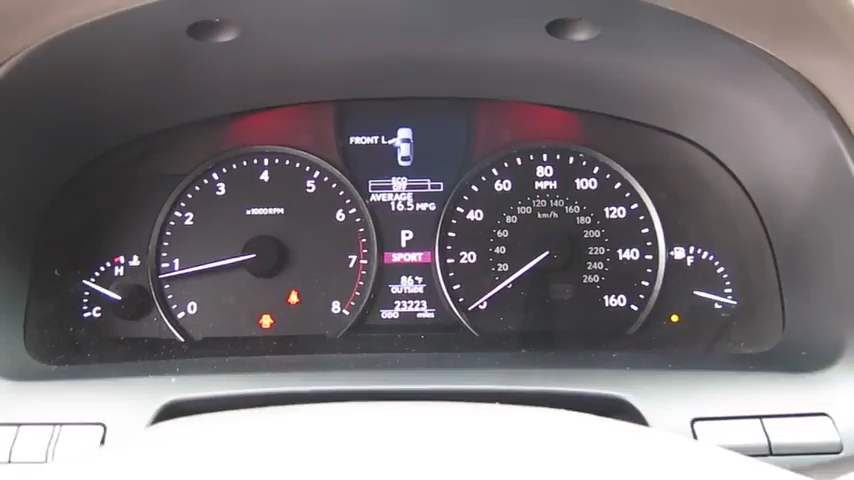 FRONT L
ECO
OFF
AVERAGE
16.5 MPG
P
SPORT
86°F
OUTSIDE
23223
ODO miles
0 1 2 3 4 5 6 7 8
x1000RPM
H
C
0 20 40 60 80 100 120 140 160
MPH
20 40 60 80 100 120 140 160 180 200 220 240 260
km/h
F